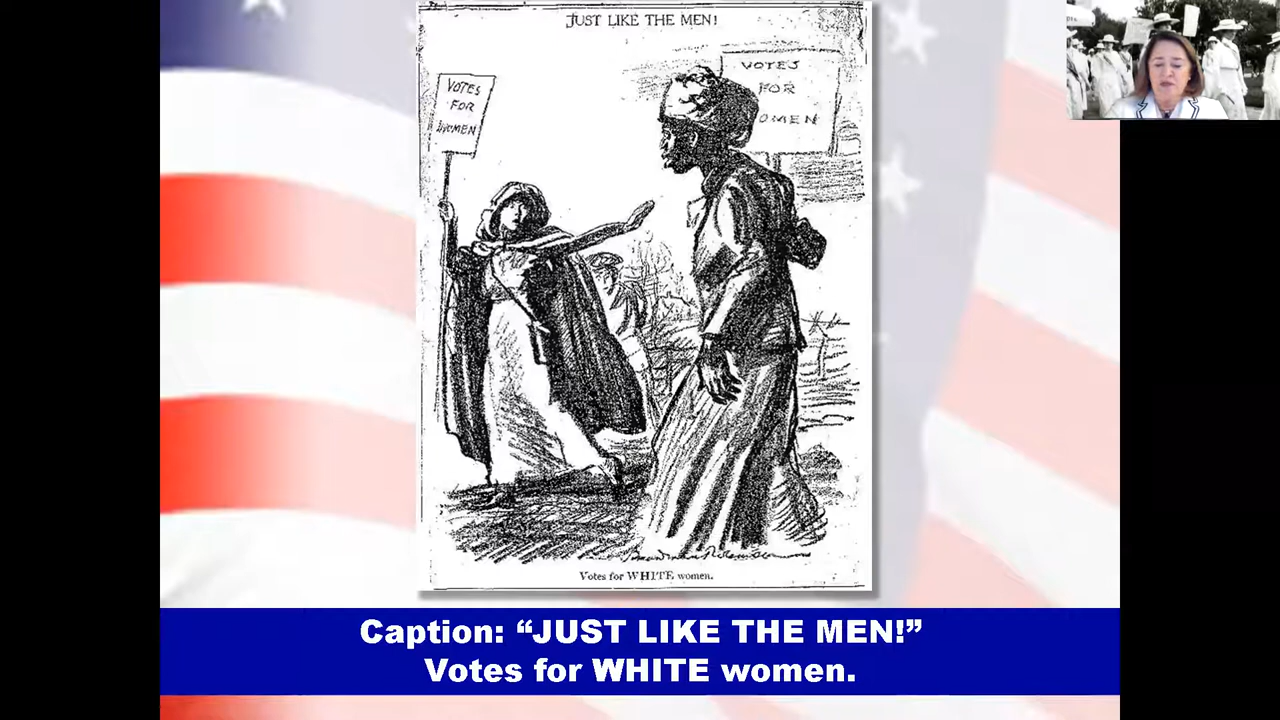 JUST LIKE THE MEN!
VOTES
FOR
WOMEN
VOTES
FOR
OMEN
Votes for WHITE women.
Caption: “JUST LIKE THE MEN!”
Votes for WHITE women.